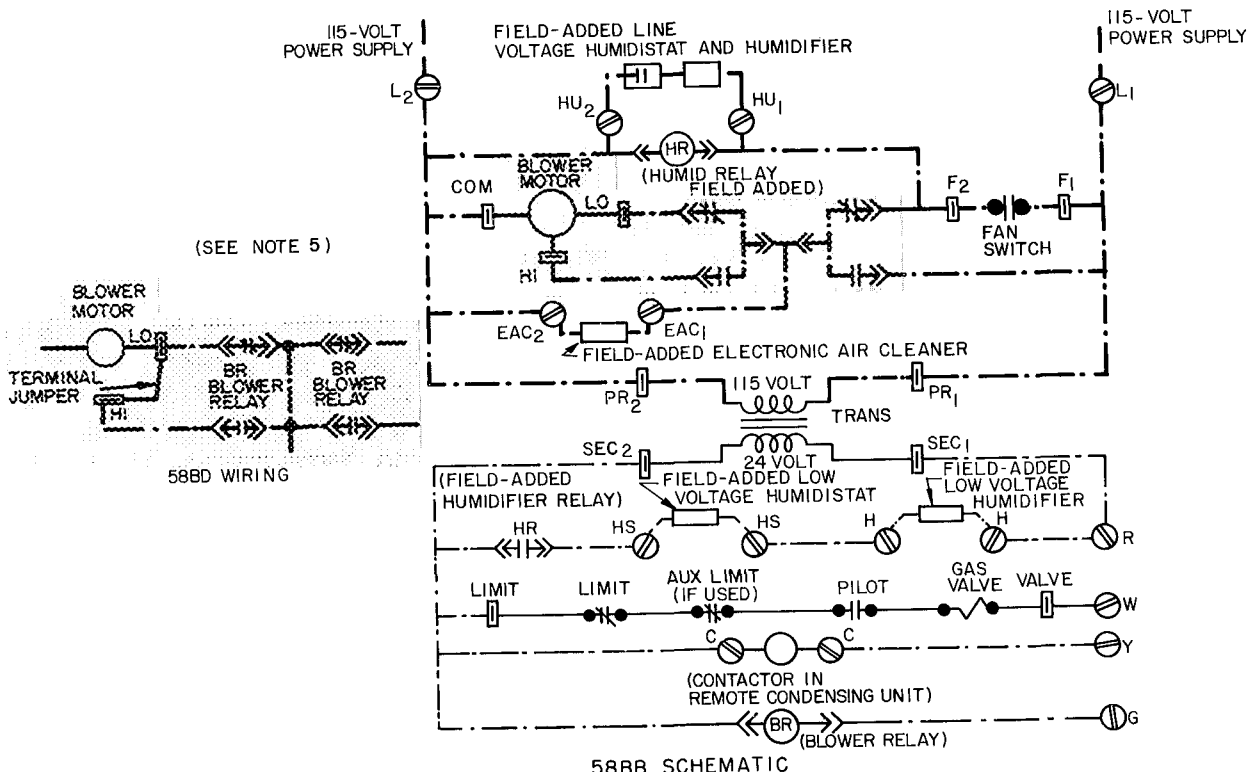 115-VOLT
POWER SUPPLY
FIELD-ADDED LINE
VOLTAGE HUMIDISTAT AND HUMIDIFIER
115-VOLT
POWER SUPPLY
L2
L1
HU2
HU1
HR
(HUMID RELAY
FIELD ADDED)
BLOWER
MOTOR
COM
LO
HI
F2
F1
FAN
SWITCH
(SEE NOTE 5)
BLOWER
MOTOR
LO
TERMINAL
JUMPER
HI
BR
BLOWER
RELAY
BR
BLOWER
RELAY
58BD WIRING
EAC2
EAC1
FIELD-ADDED ELECTRONIC AIR CLEANER
PR2
115 VOLT
PR1
TRANS
SEC2
24 VOLT
SEC1
(FIELD-ADDED
HUMIDIFIER RELAY)
FIELD-ADDED LOW
VOLTAGE HUMIDISTAT
FIELD-ADDED
LOW VOLTAGE
HUMIDIFIER
HR
HS
HS
H
H
R
LIMIT
LIMIT
AUX LIMIT
(IF USED)
PILOT
GAS
VALVE
VALVE
W
C
C
Y
(CONTACTOR IN
REMOTE CONDENSING UNIT)
BR
G
(BLOWER RELAY)
58BB SCHEMATIC